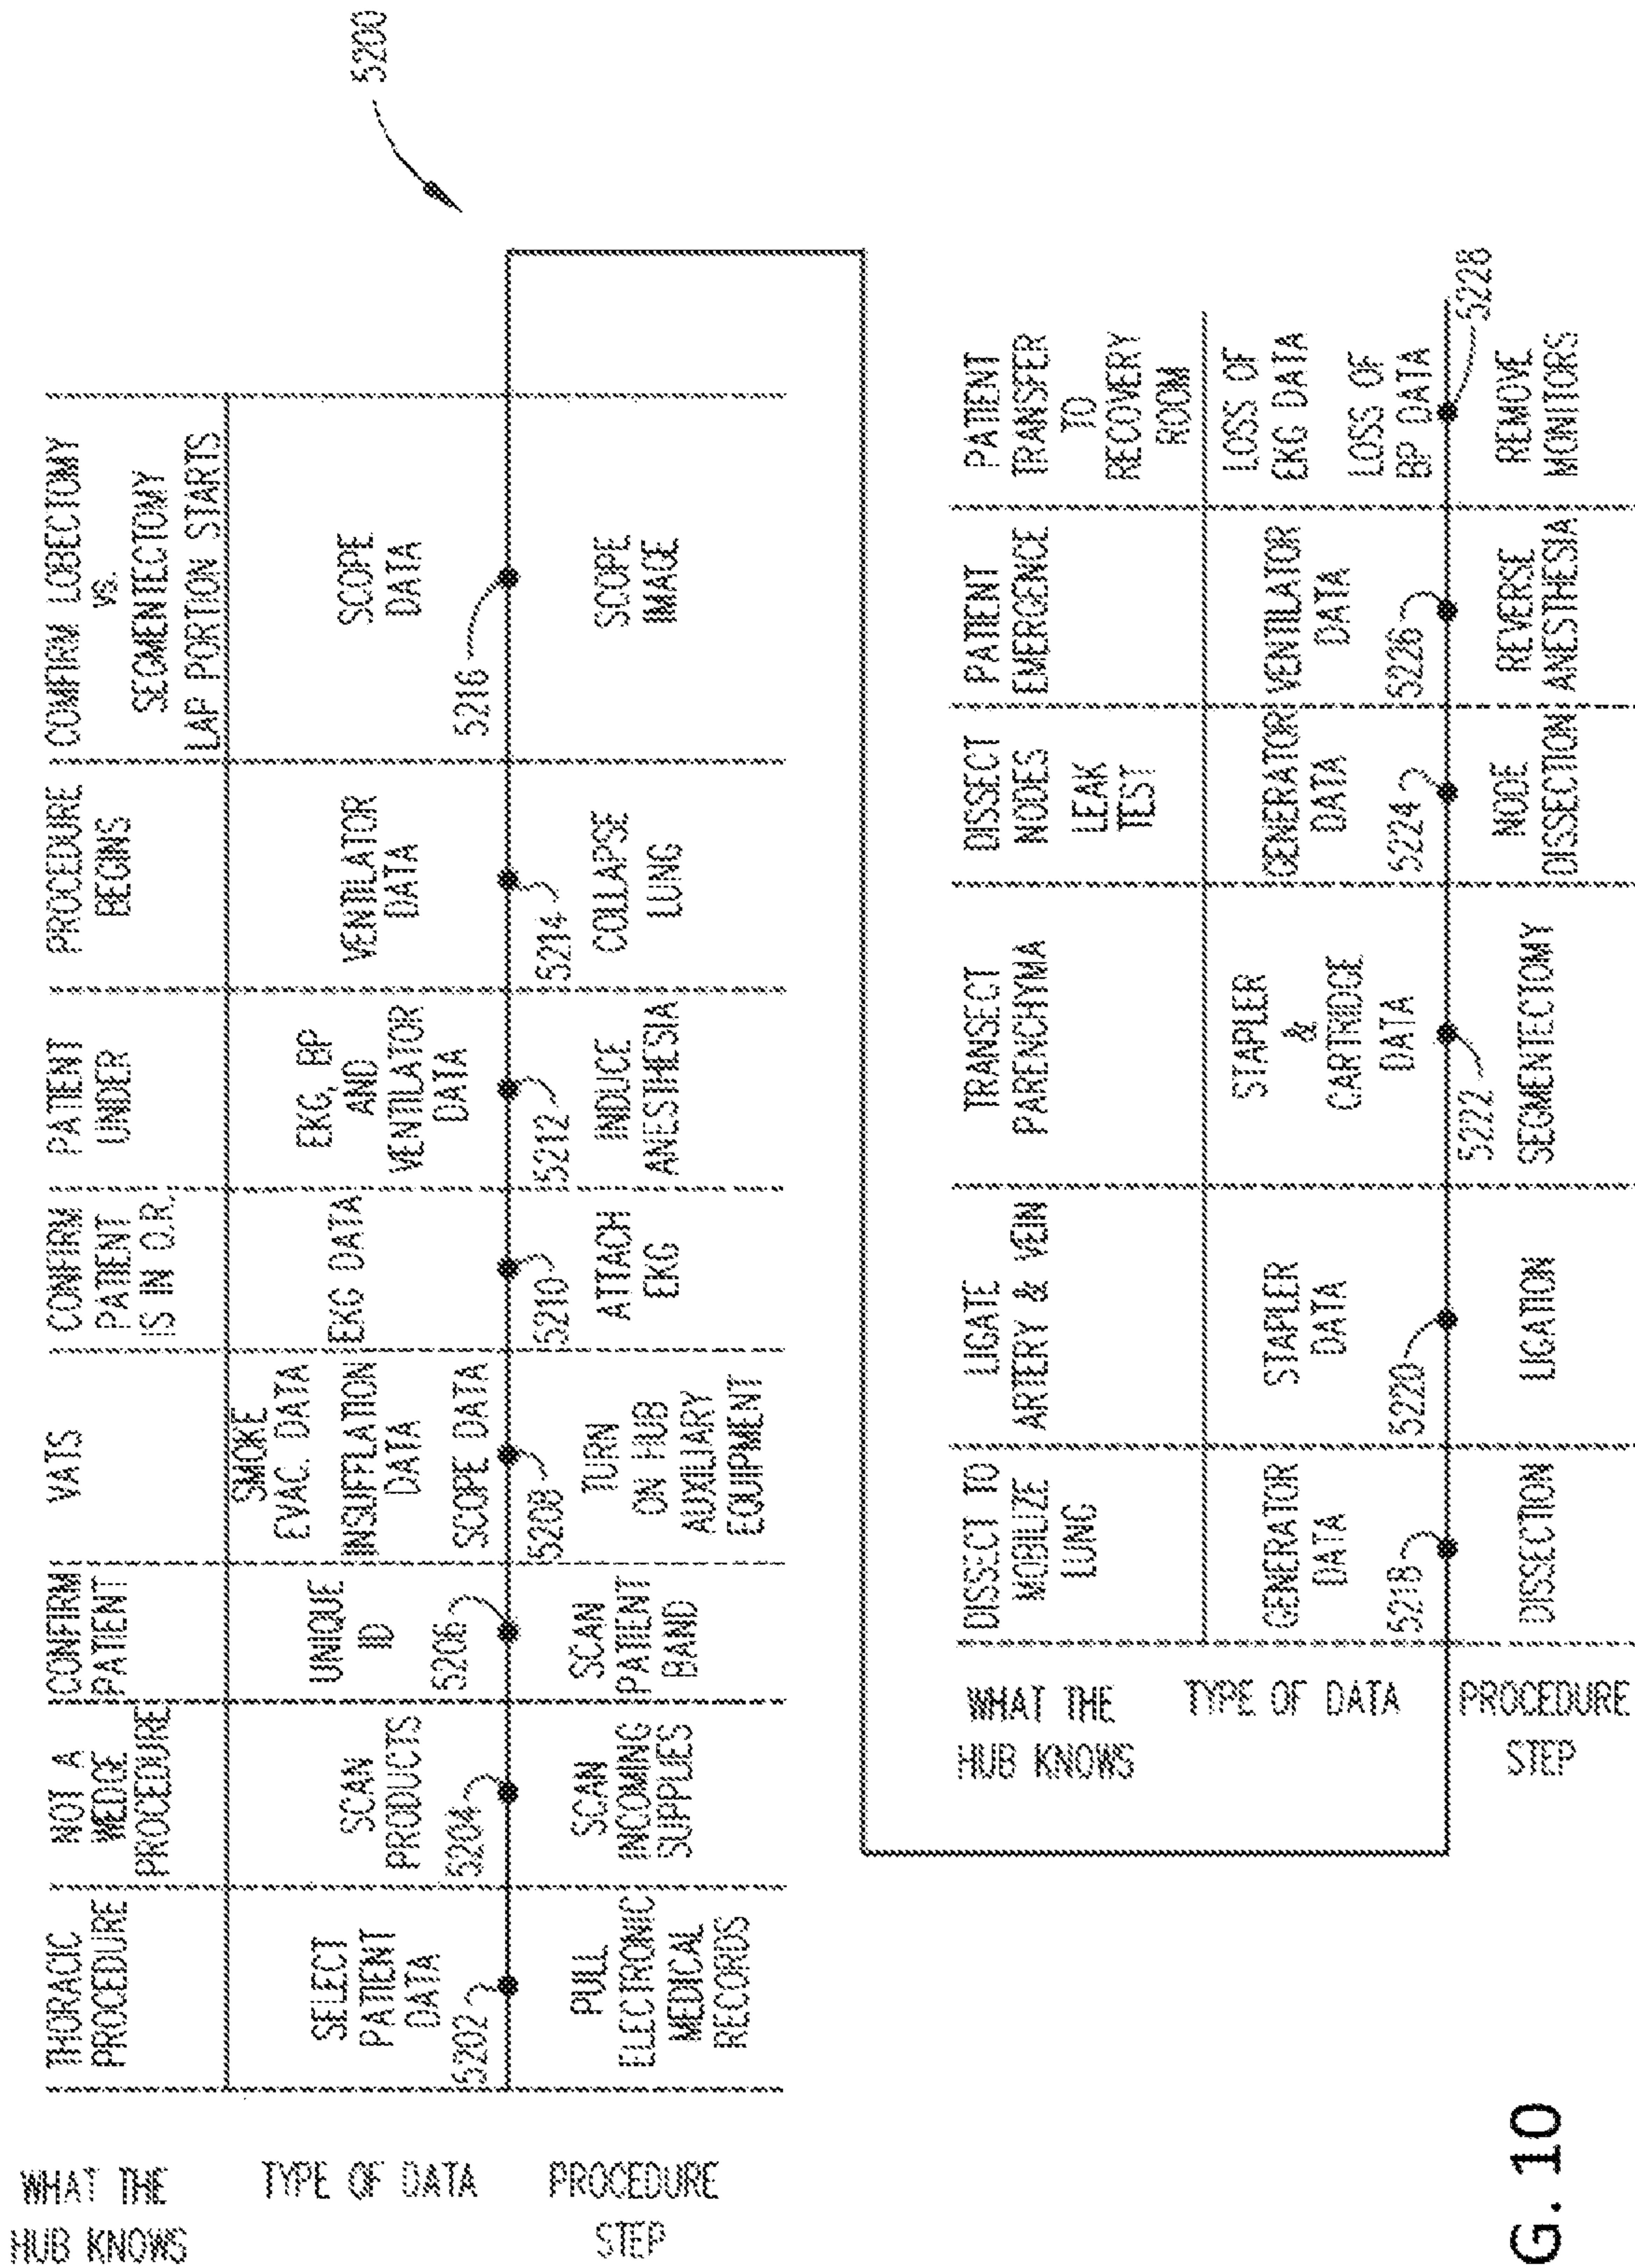 5200
WHAT THE
HUB KNOWS
THORACIC
PROCEDURE
NOT A
WEDGE
PROCEDURE
CONFIRM
PATIENT
VATS
CONFIRM
PATIENT
IS IN O.R.
PATIENT
UNDER
PROCEDURE
BEGINS
COMFIRM LOBECTOMY
vs.
SEGMENTECTOMY
LAP PORTION STARTS
TYPE OF DATA
SELECT
PATIENT
DATA
5202
SCAN
PRODUCTS
5204
UNIQUE
ID
5206
SMOKE
EVAC. DATA
INSUFFLATION
DATA
SCOPE DATA
5208
EKG DATA
5210
EKG, BP
AND
VENTILATOR
DATA
5212
VENTILATOR
DATA
5214
SCOPE
DATA
5216
PROCEDURE
STEP
PULL
ELECTRONIC
MEDICAL
RECORDS
SCAN
INCOMING
SUPPLIES
SCAN
PATIENT
BAND
TURN
ON HUB
AUXILIARY
EQUIPMENT
ATTACH
EKG
INDUCE
ANESTHESIA
COLLAPSE
LUNG
SCOPE
IMAGE
WHAT THE
HUB KNOWS
DISSECT TO
MOBILIZE
LUNG
LIGATE
ARTERY & VEIN
TRANSECT
PARENCHYMA
DISSECT
NODES
LEAK
TEST
PATIENT
EMERGENCE
PATIENT
TRANSFER
TO
RECOVERY
ROOM
TYPE OF DATA
GENERATOR
DATA
5218
STAPLER
DATA
5220
STAPLER
&
CARTRIDGE
DATA
5222
GENERATOR
DATA
5224
VENTILATOR
DATA
5226
LOSS OF
EKG DATA
LOSS OF
BP DATA
5228
PROCEDURE
STEP
DISSECTION
LIGATION
SEGMENTECTOMY
NODE
DISSECTION
REVERSE
ANESTHESIA
REMOVE
MONITORS
G. 10